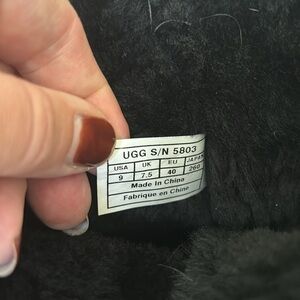 UGG S/N 5803
USA UK EU JAPAN
9 7.5 40 260
Made in China
Fabrique en Chine